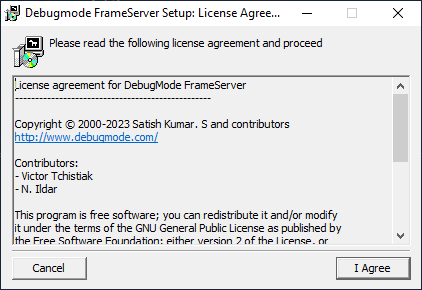 Debugmode FrameServer Setup: License Agree...
Please read the following license agreement and proceed
License agreement for DebugMode FrameServer
-------------------------------------------------
Copyright © 2000-2023 Satish Kumar. S and contributors
http://www.debugmode.com/
Contributors:
- Victor Tchistiak
- N. Ildar
This program is free software; you can redistribute it and/or modify
it under the terms of the GNU General Public License as published by
the Free Software Foundation; either version 2 of the License, or
Cancel
I Agree